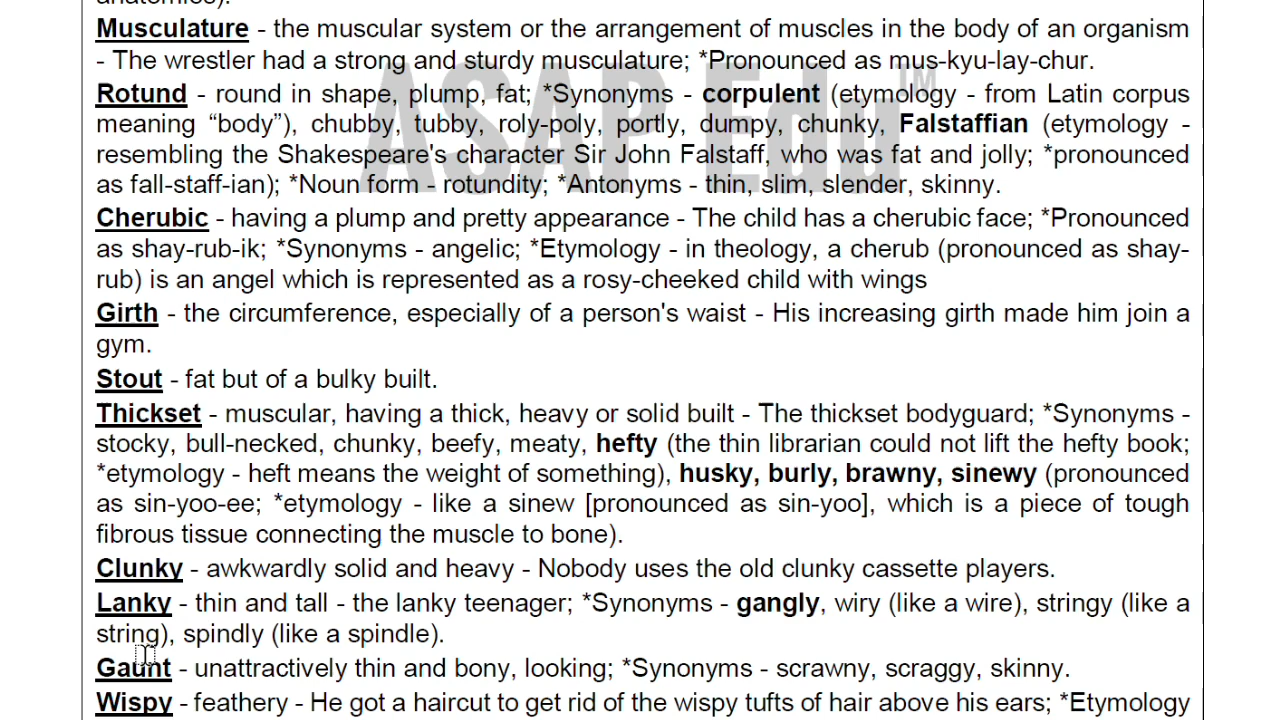 anatomies).
Musculature - the muscular system or the arrangement of muscles in the body of an organism
- The wrestler had a strong and sturdy musculature; *Pronounced as mus-kyu-lay-chur.
Rotund - round in shape, plump, fat; *Synonyms - corpulent (etymology - from Latin corpus
meaning “body”), chubby, tubby, roly-poly, portly, dumpy, chunky, Falstaffian (etymology -
resembling the Shakespeare's character Sir John Falstaff, who was fat and jolly; *pronounced
as fall-staff-ian); *Noun form - rotundity; *Antonyms - thin, slim, slender, skinny.
ASAP Edu™
Cherubic - having a plump and pretty appearance - The child has a cherubic face; *Pronounced
as shay-rub-ik; *Synonyms - angelic; *Etymology - in theology, a cherub (pronounced as shay-
rub) is an angel which is represented as a rosy-cheeked child with wings
Girth - the circumference, especially of a person's waist - His increasing girth made him join a
gym.
Stout - fat but of a bulky built.
Thickset - muscular, having a thick, heavy or solid built - The thickset bodyguard; *Synonyms -
stocky, bull-necked, chunky, beefy, meaty, hefty (the thin librarian could not lift the hefty book;
*etymology - heft means the weight of something), husky, burly, brawny, sinewy (pronounced
as sin-yoo-ee; *etymology - like a sinew [pronounced as sin-yoo], which is a piece of tough
fibrous tissue connecting the muscle to bone).
Clunky - awkwardly solid and heavy - Nobody uses the old clunky cassette players.
Lanky - thin and tall - the lanky teenager; *Synonyms - gangly, wiry (like a wire), stringy (like a
string), spindly (like a spindle).
Gaunt - unattractively thin and bony, looking; *Synonyms - scrawny, scraggy, skinny.
Wispy - feathery - He got a haircut to get rid of the wispy tufts of hair above his ears; *Etymology